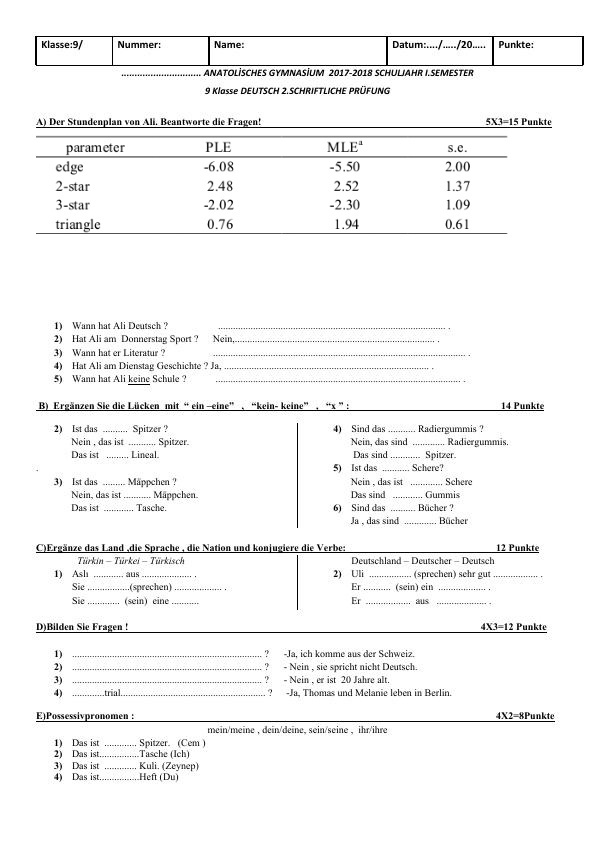 Klasse:9/ Nummer: Name: Datum:..../…../20….. Punkte:
………………………… ANATOLİSCHES GYMNASİUM 2017-2018 SCHULJAHR I.SEMESTER
9 Klasse DEUTSCH 2.SCHRIFTLICHE PRÜFUNG
A) Der Stundenplan von Ali. Beantworte die Fragen! 5X3=15 Punkte
parameter PLE MLEa s.e.
edge -6.08 -5.50 2.00
2-star 2.48 2.52 1.37
3-star -2.02 -2.30 1.09
triangle 0.76 1.94 0.61
1) Wann hat Ali Deutsch ? ............................................................ .
2) Hat Ali am Donnerstag Sport ? Nein,............................................................ .
3) Wann hat er Literatur ? ............................................................ .
4) Hat Ali am Dienstag Geschichte ? Ja, ............................................................ .
5) Wann hat Ali keine Schule ? ............................................................ .
B) Ergänzen Sie die Lücken mit “ ein –eine” , “kein- keine” , “x ” : 14 Punkte
2) Ist das .......... Spitzer ?
Nein , das ist ........... Spitzer.
Das ist ......... Lineal.
.
3) Ist das ........ Mäppchen ?
Nein, das ist ........... Mäppchen.
Das ist ............ Tasche.
4) Sind das ........... Radiergummis ?
Nein, das sind ............ Radiergummis.
Das sind ............ Spitzer.
5) Ist das ........... Schere?
Nein , das ist ............. Schere
Das sind ............ Gummis
6) Sind das ........... Bücher ?
Ja , das sind ............ Bücher
C)Ergänze das Land ,die Sprache , die Nation und konjugiere die Verbe: 12 Punkte
Türkin – Türkei – Türkisch
1) Aslı ............ aus .................... .
Sie .................(sprechen) ................... .
Sie ............. (sein) eine ...........
Deutschland – Deutscher – Deutsch
2) Uli ................. (sprechen) sehr gut .................. .
Er ........... (sein) ein ................. .
Er ................... aus .................... .
D)Bilden Sie Fragen ! 4X3=12 Punkte
1) ............................................................ ? -Ja, ich komme aus der Schweiz.
2) ............................................................ ? - Nein , sie spricht nicht Deutsch.
3) ............................................................ ? - Nein , er ist 20 Jahre alt.
4) .............trial............................................................ ? -Ja, Thomas und Melanie leben in Berlin.
E)Possessivpronomen : 4X2=8Punkte
mein/meine , dein/deine, sein/seine , ihr/ihre
1) Das ist ............. Spitzer. (Cem )
2) Das ist................Tasche (Ich)
3) Das ist ............. Kuli. (Zeynep)
4) Das ist................Heft (Du)